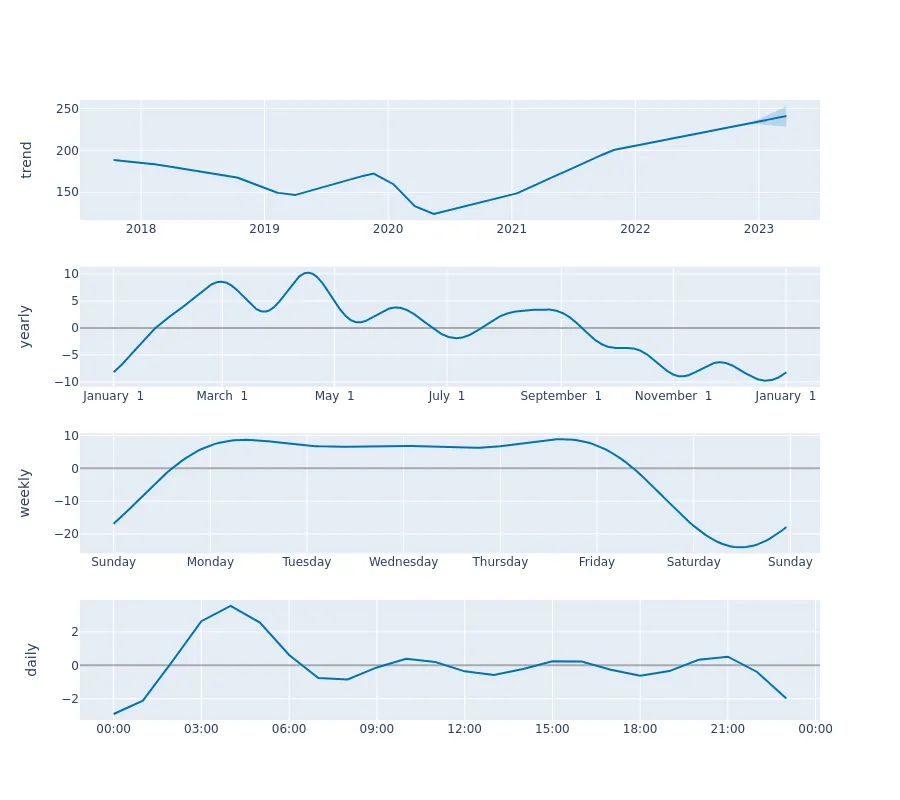 trend
250
200
150
2018 2019 2020 2021 2022 2023
yearly
10
5
0
−5
−10
January 1 March 1 May 1 July 1 September 1 November 1 January 1
weekly
10
0
−10
−20
Sunday Monday Tuesday Wednesday Thursday Friday Saturday Sunday
daily
2
0
−2
00:00 03:00 06:00 09:00 12:00 15:00 18:00 21:00 00:00